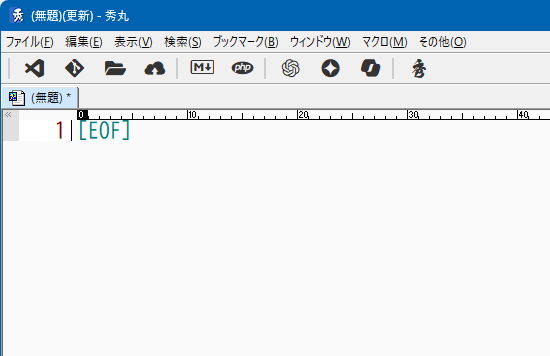 (無題)(更新) - 秀丸
ファイル(F) 編集(E) 表示(V) 検索(S) ブックマーク(B) ウィンドウ(W) マクロ(M) その他(O)
M php 秀
(無題) *
0 10 20 30 40
1 [EOF]